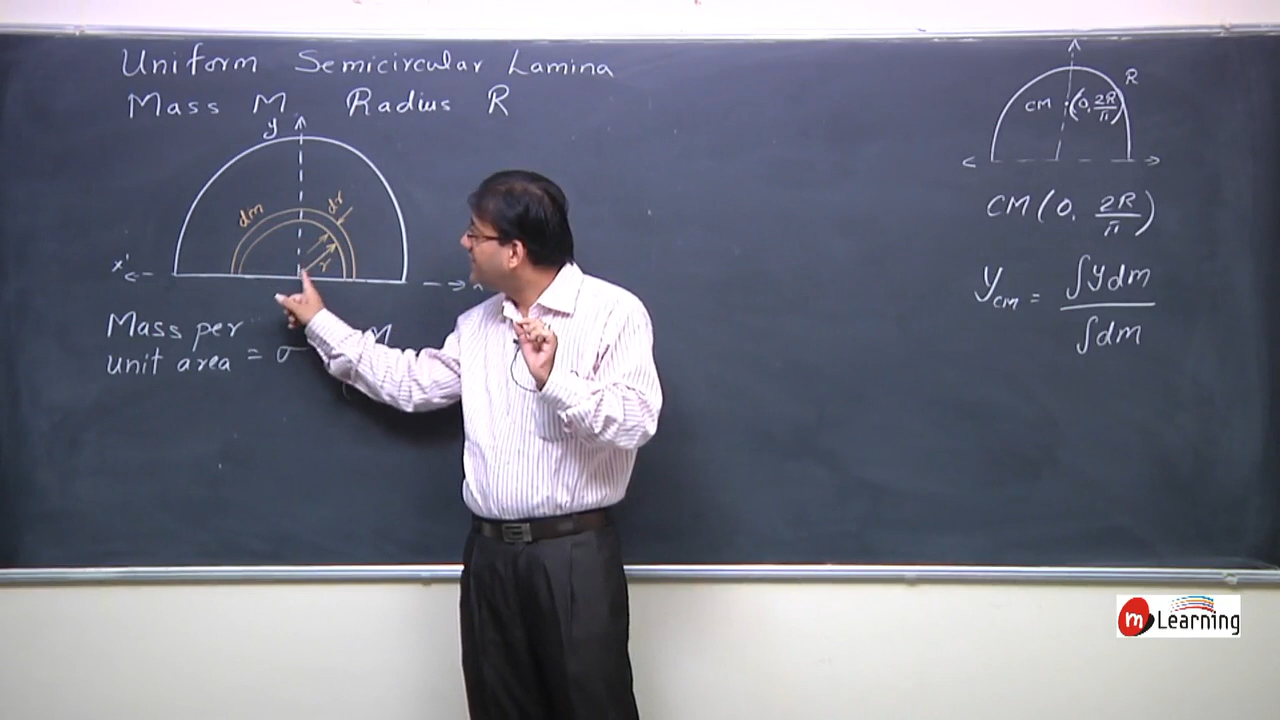 Uniform Semicircular Lamina
Mass M, Radius R
y
dm
dr
r
x'
Mass per
unit area = σ
M
R
CM (0, 2R/π)
CM (0, 2R/π)
y_cm = ∫y dm / ∫dm
m Learning